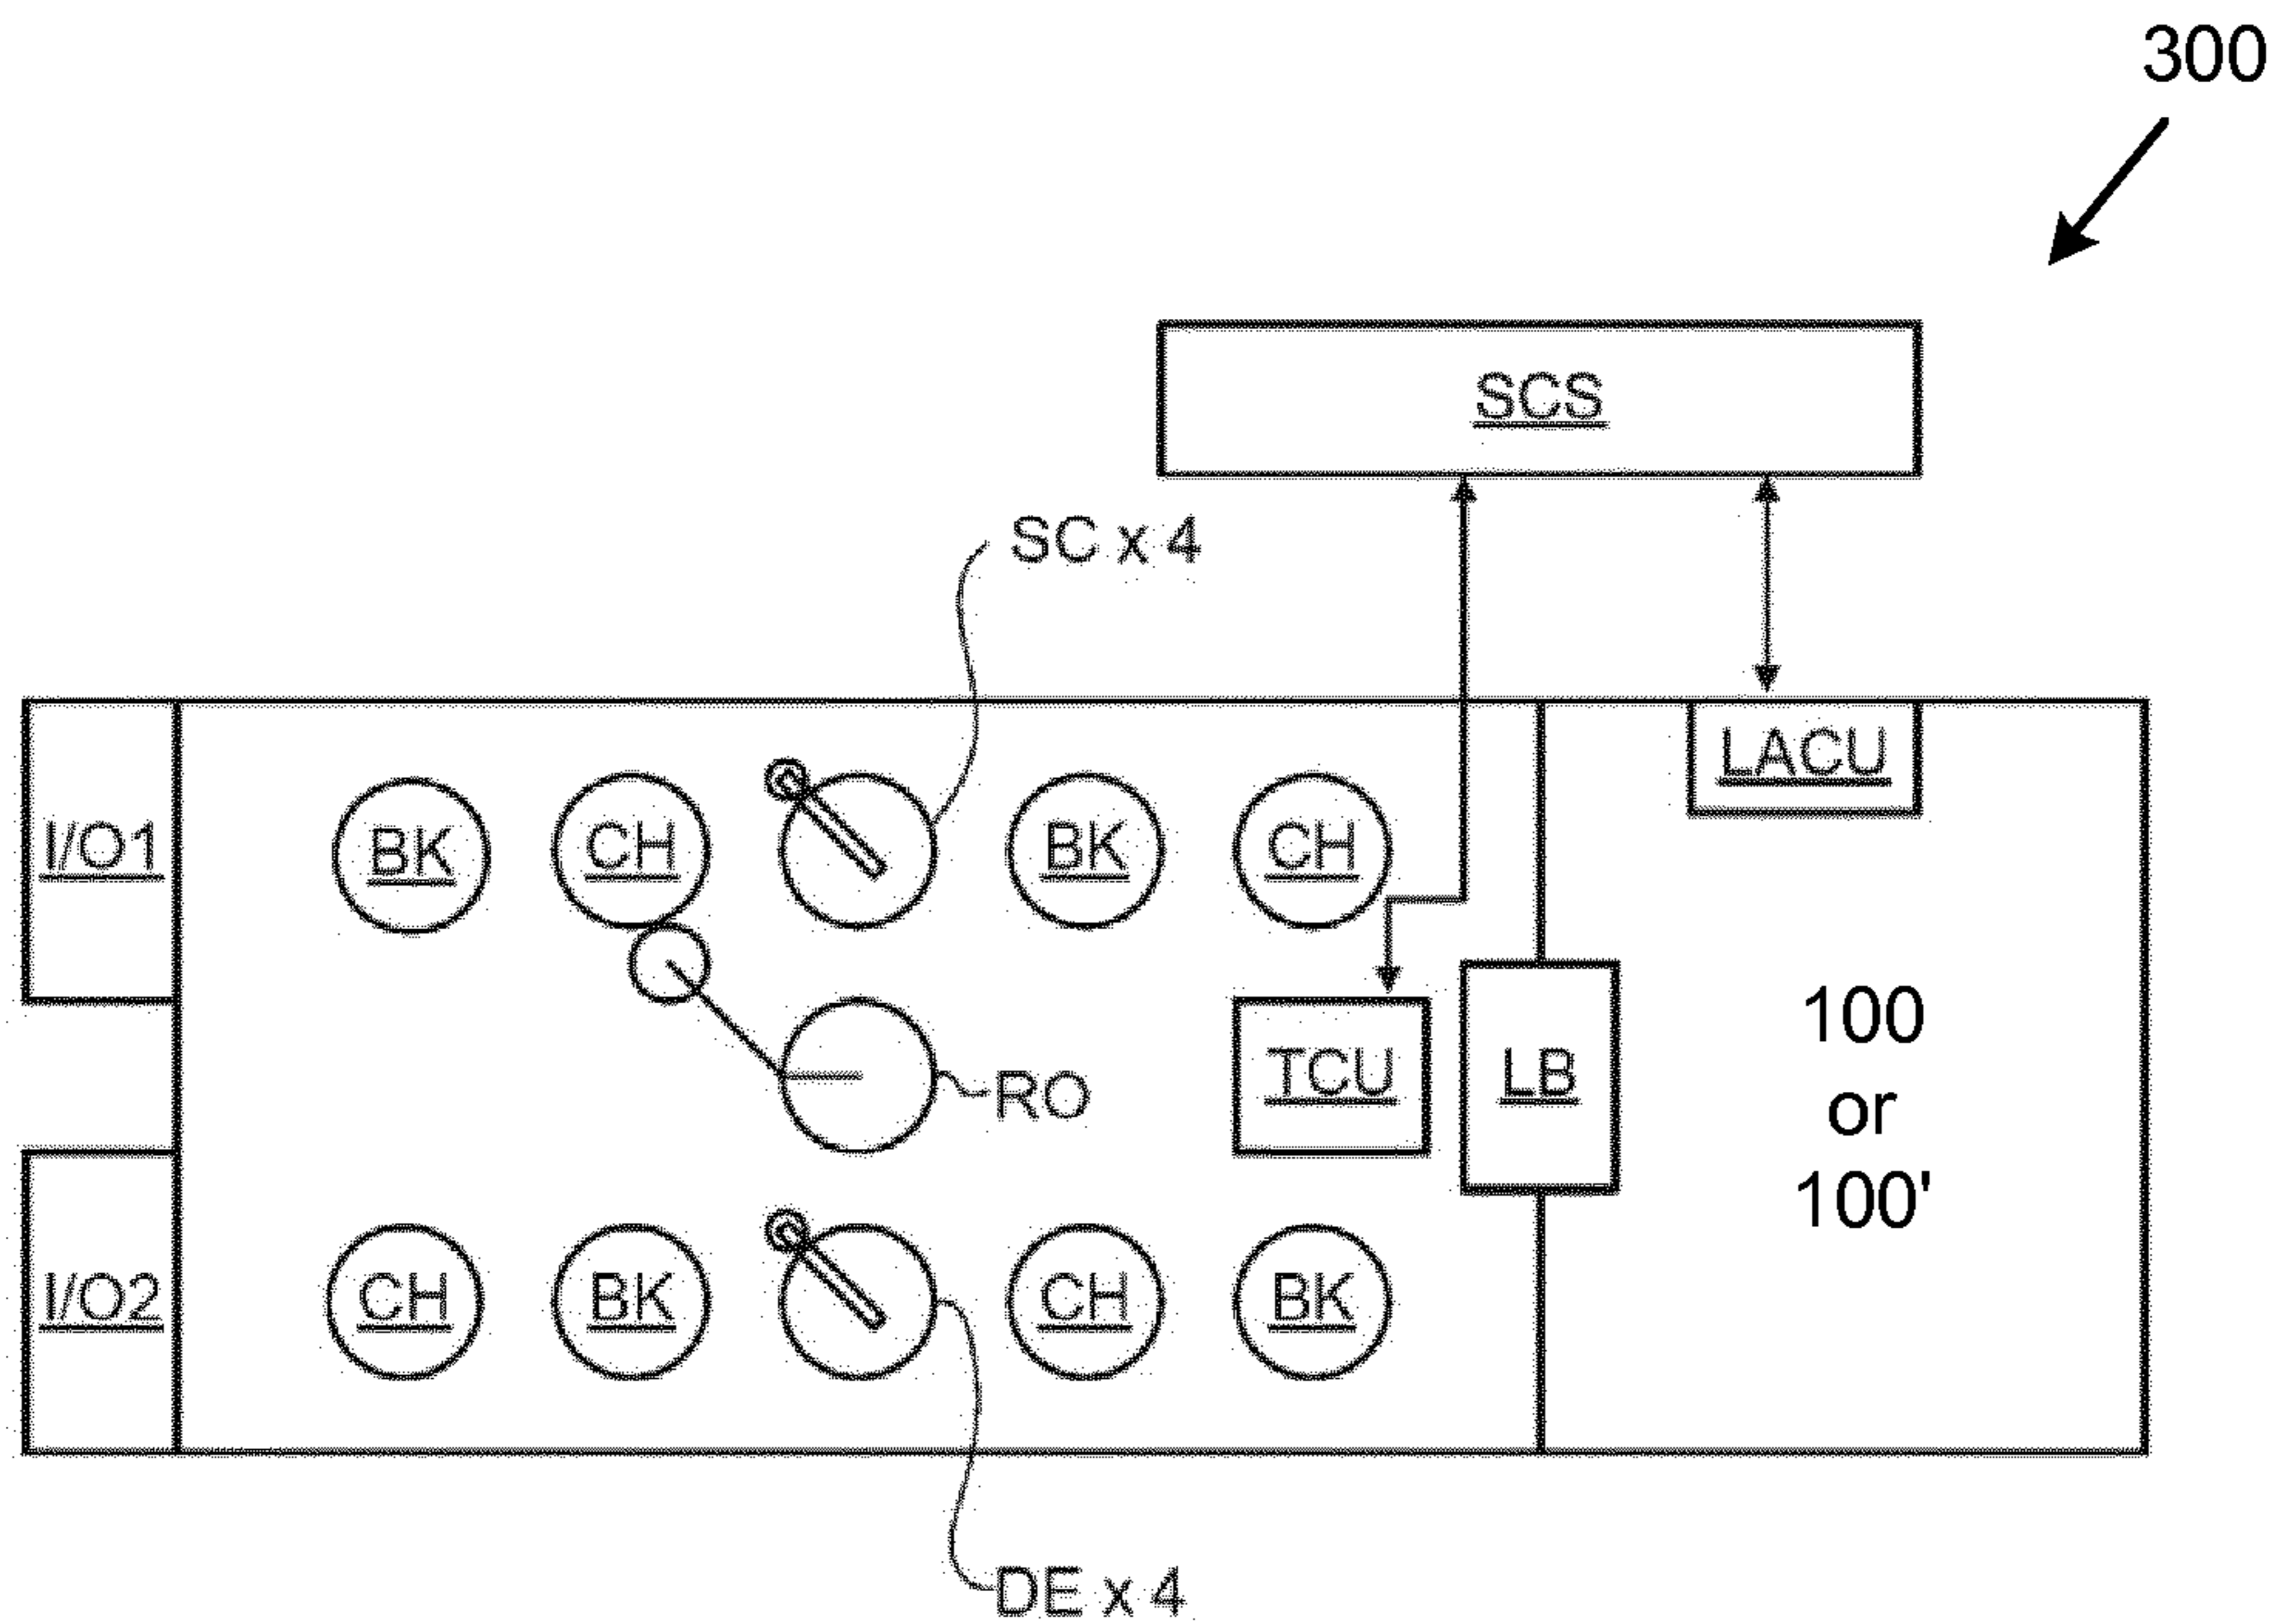 300
SCS
SC x 4
LACU
I/O1
BK
CH
BK
CH
100
or
100'
TCU
LB
RO
I/O2
CH
BK
CH
BK
DE x 4